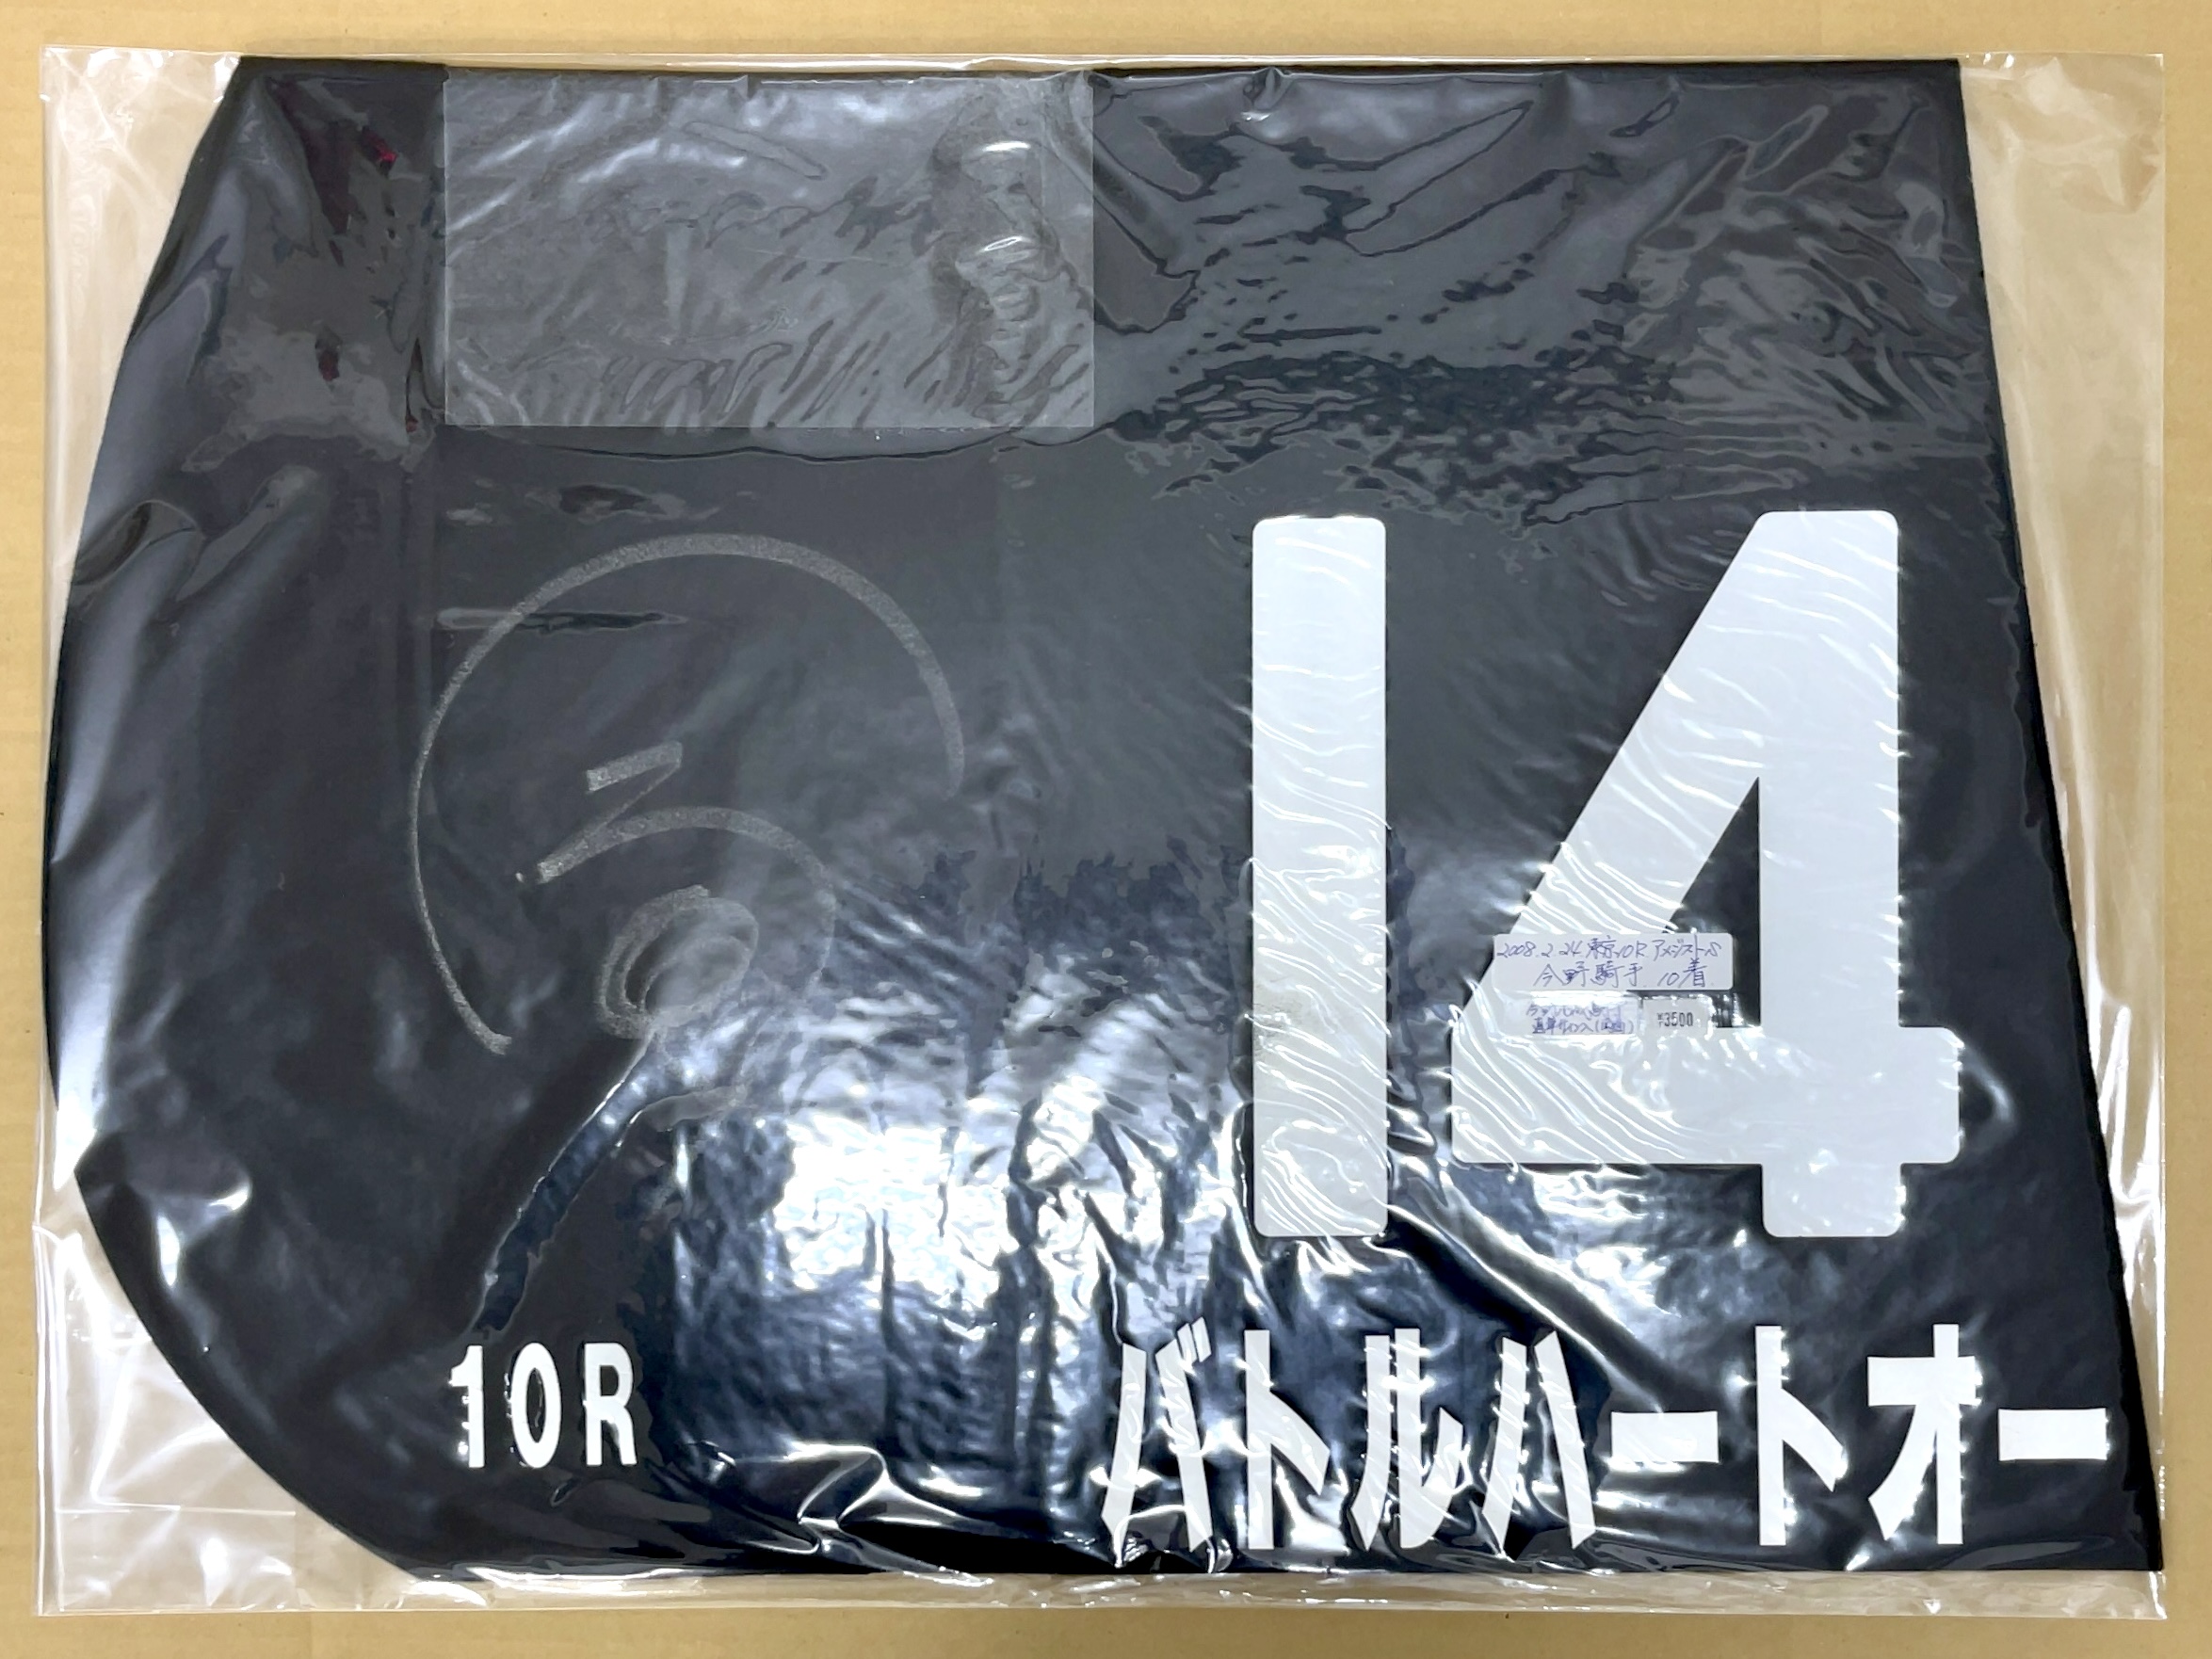 14
2008.2.24 東京10R アメジストS
今野騎手 10着
¥3500
10R
バトルハートオー